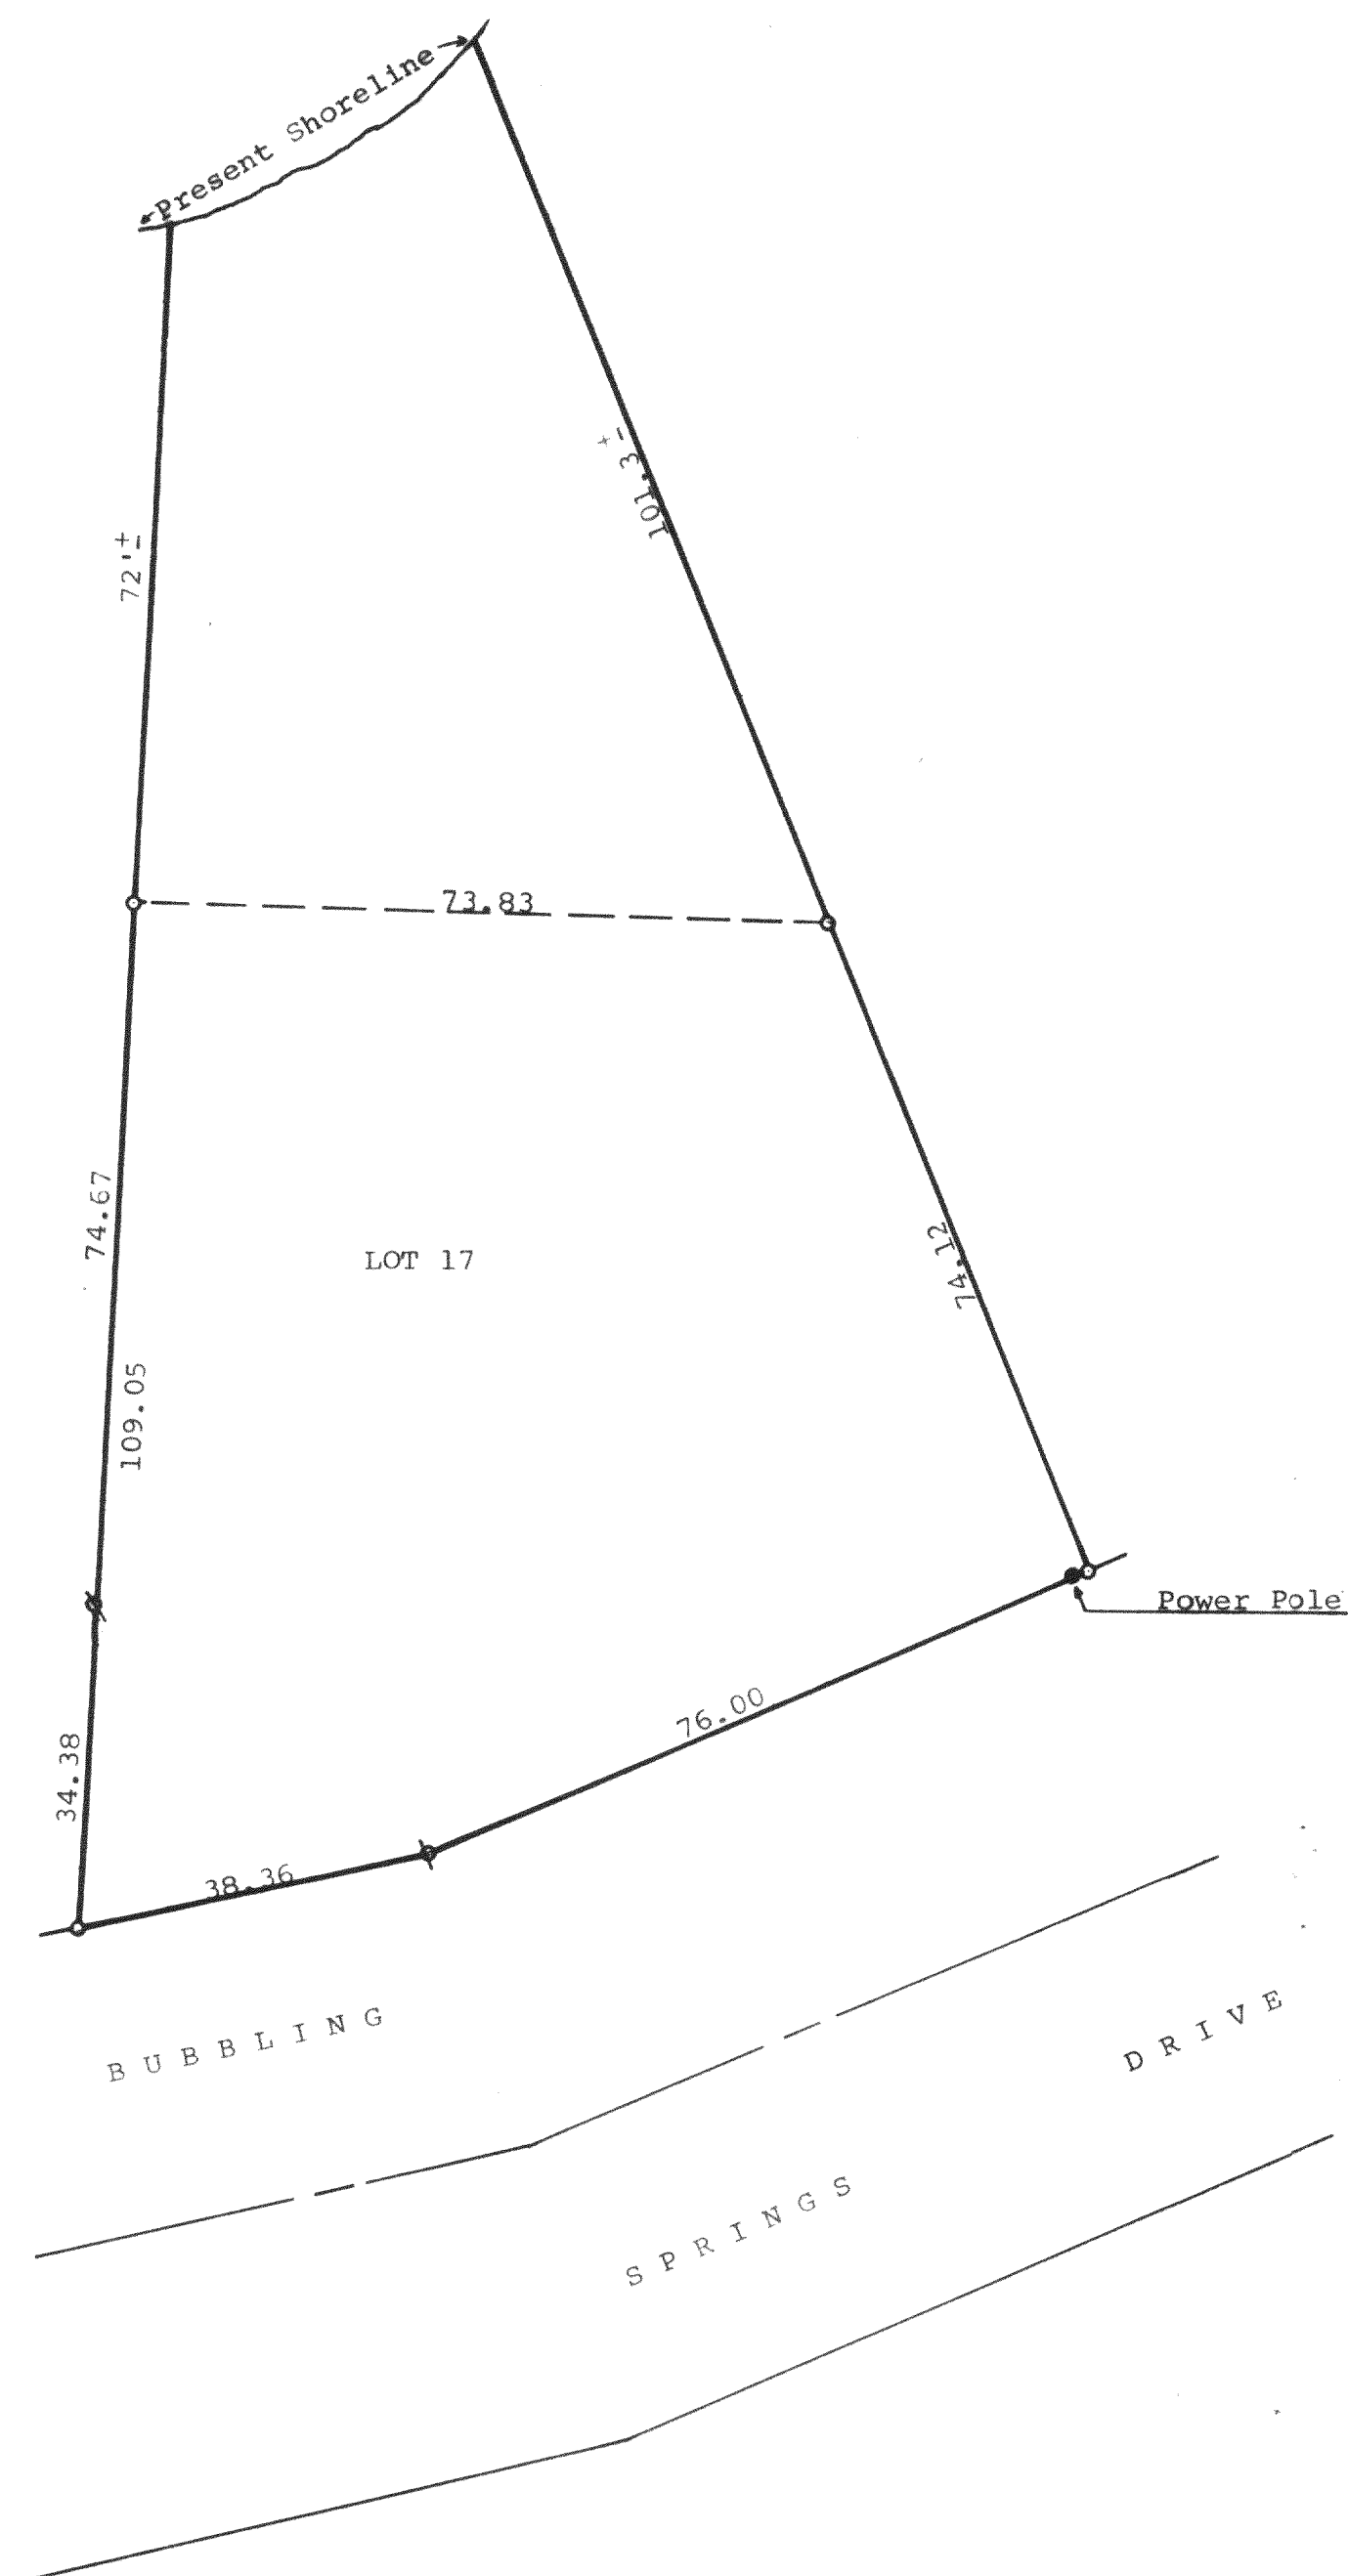 Present Shoreline
101.3 +-
72'+-
73.83
74.67
74.12
LOT 17
109.05
Power Pole
76.00
34.38
38.36
BUBBLING
SPRINGS
DRIVE